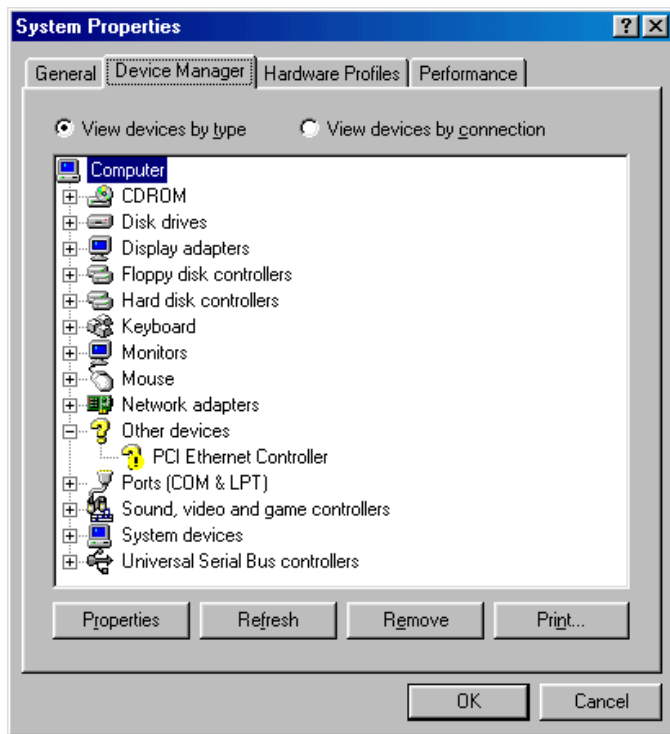 System Properties
General Device Manager Hardware Profiles Performance
View devices by type View devices by connection
Computer
CDROM
Disk drives
Display adapters
Floppy disk controllers
Hard disk controllers
Keyboard
Monitors
Mouse
Network adapters
Other devices
PCI Ethernet Controller
Ports (COM & LPT)
Sound, video and game controllers
System devices
Universal Serial Bus controllers
Properties Refresh Remove Print...
OK Cancel